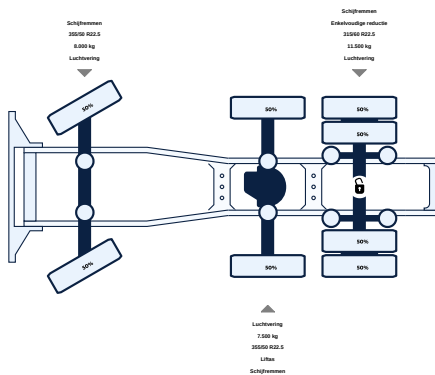 Schijfremmen
355/50 R22.5
8.000 kg
Luchtvering
Schijfremmen
Enkelvoudige reductie
315/60 R22.5
11.500 kg
Luchtvering
50%
50%
50%
50%
50%
50%
50%
50%
Luchtvering
7.500 kg
355/50 R22.5
Liftas
Schijfremmen